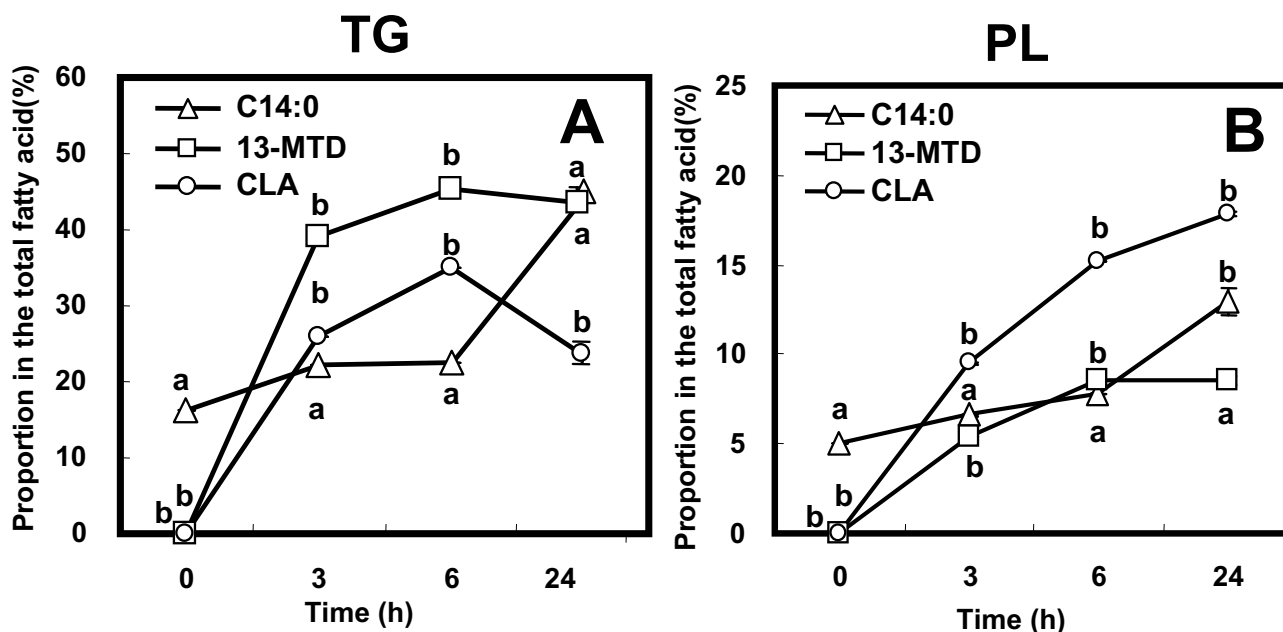 TG
Proportion in the total fatty acid(%)
60
50
40
30
20
10
0
C14:0
13-MTD
CLA
A
a
b
b
b
b
a
b
b
a
a
a
b
0
3
6
24
Time (h)
PL
Proportion in the total fatty acid(%)
25
20
15
10
5
0
C14:0
13-MTD
CLA
B
a
b
b
b
a
b
b
b
a
b
b
a
0
3
6
24
Time (h)